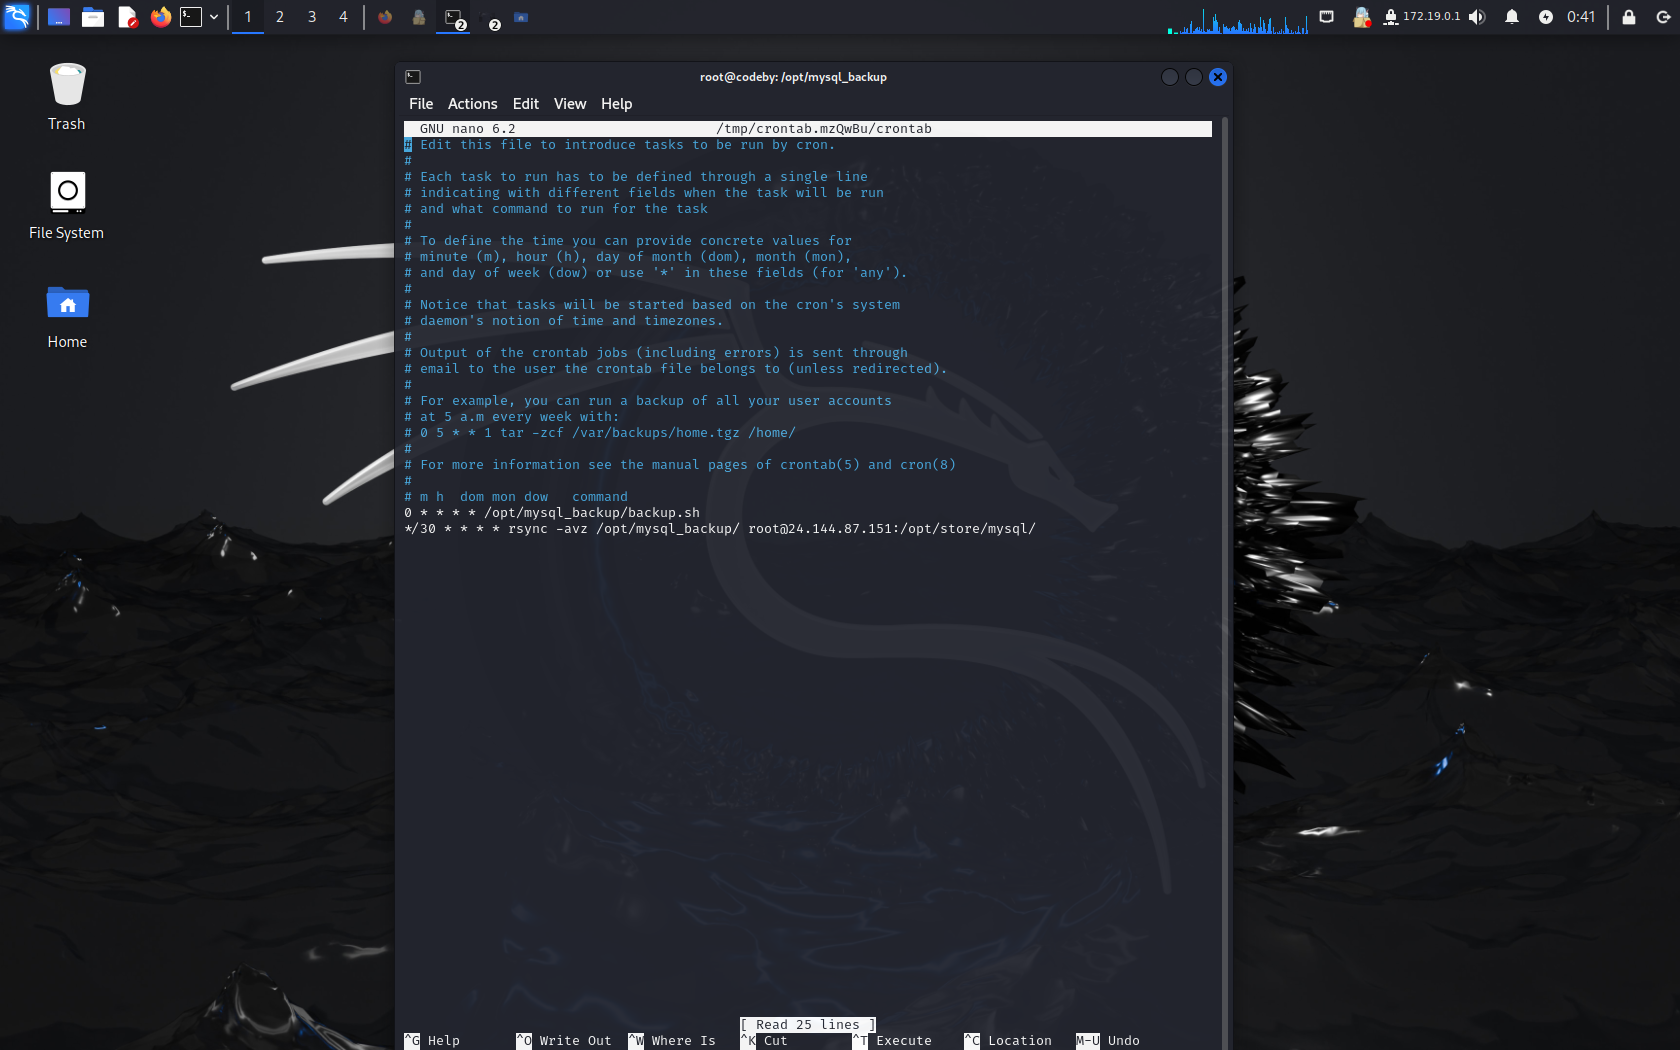 1 2 3 4
2
2
172.19.0.1
0:41
Trash
File System
Home
root@codeby: /opt/mysql_backup
File Actions Edit View Help
GNU nano 6.2 /tmp/crontab.mzQwBu/crontab
# Edit this file to introduce tasks to be run by cron.
#
# Each task to run has to be defined through a single line
# indicating with different fields when the task will be run
# and what command to run for the task
#
# To define the time you can provide concrete values for
# minute (m), hour (h), day of month (dom), month (mon),
# and day of week (dow) or use '*' in these fields (for 'any').
#
# Notice that tasks will be started based on the cron's system
# daemon's notion of time and timezones.
#
# Output of the crontab jobs (including errors) is sent through
# email to the user the crontab file belongs to (unless redirected).
#
# For example, you can run a backup of all your user accounts
# at 5 a.m every week with:
# 0 5 * * 1 tar -zcf /var/backups/home.tgz /home/
#
# For more information see the manual pages of crontab(5) and cron(8)
#
# m h  dom mon dow   command
0 * * * * /opt/mysql_backup/backup.sh
*/30 * * * * rsync -avz /opt/mysql_backup/ root@24.144.87.151:/opt/store/mysql/
[ Read 25 lines ]
^G Help ^O Write Out ^W Where Is ^K Cut ^T Execute ^C Location M-U Undo